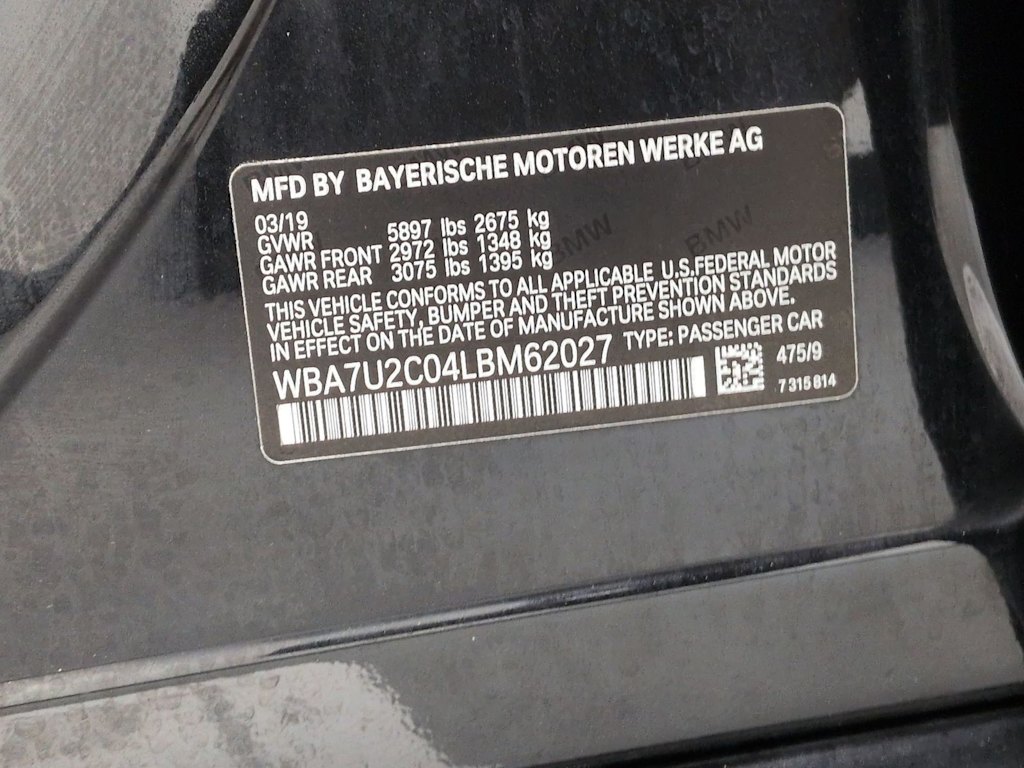 MFD BY BAYERISCHE MOTOREN WERKE AG
03/19
GVWR 5897 lbs 2675 kg
GAWR FRONT 2972 lbs 1348 kg
GAWR REAR 3075 lbs 1395 kg
THIS VEHICLE CONFORMS TO ALL APPLICABLE U.S.FEDERAL MOTOR
VEHICLE SAFETY, BUMPER AND THEFT PREVENTION STANDARDS
IN EFFECT ON THE DATE OF MANUFACTURE SHOWN ABOVE.
WBA7U2C04LBM62027 TYPE: PASSENGER CAR
475/9
7 315 814
BMW
BMW